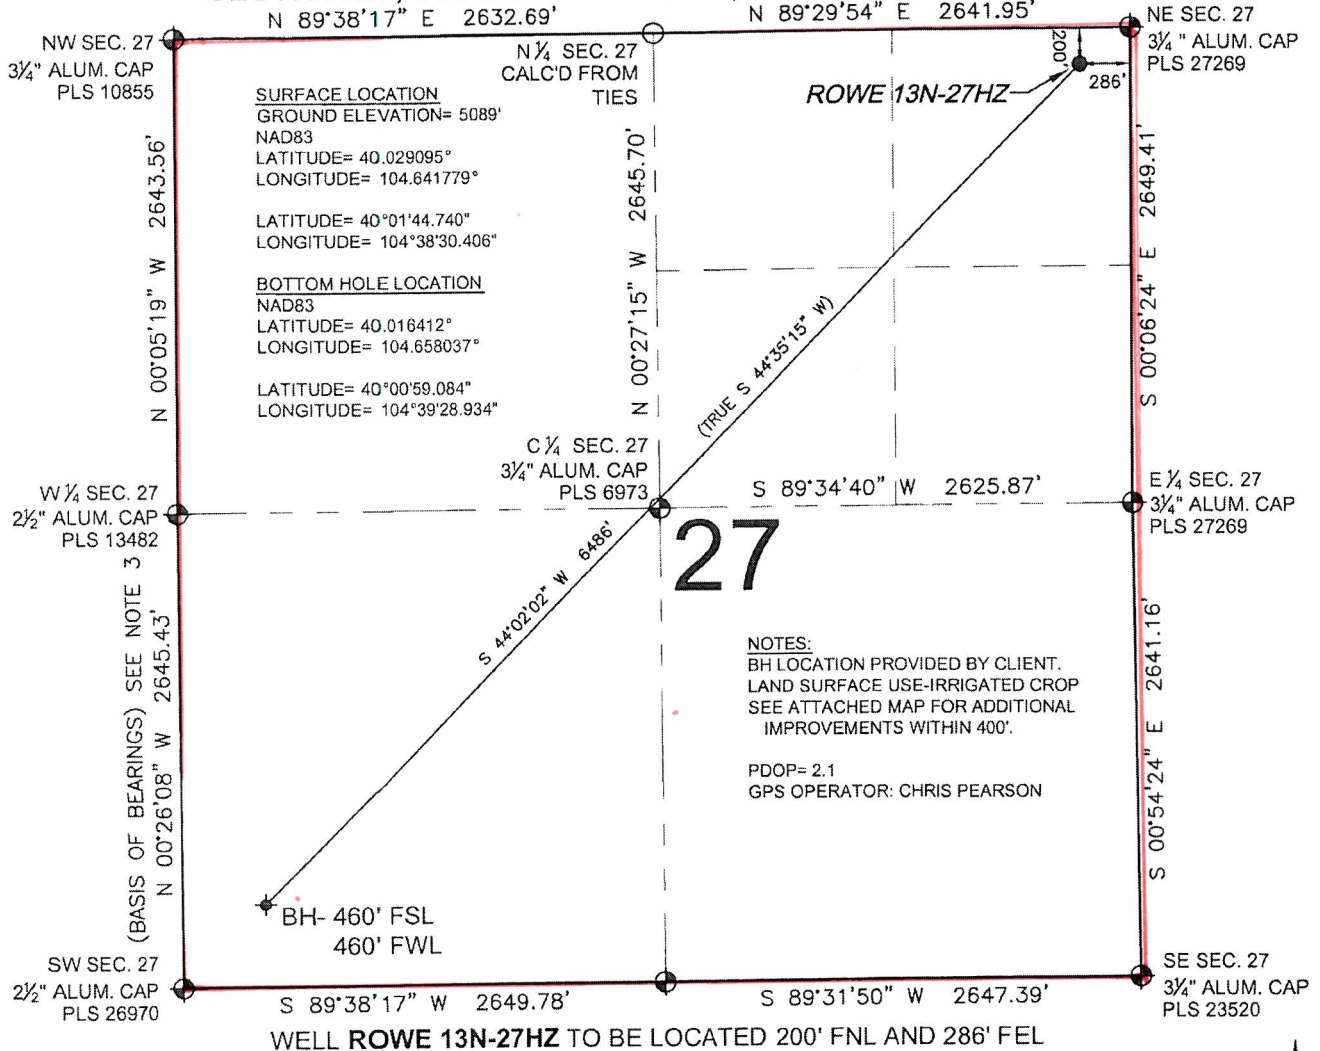 N 89°38'17" E 2632.69'
N 89°29'54" E 2641.95'
NW SEC. 27
3¼" ALUM. CAP
PLS 10855
N ¼ SEC. 27
CALC'D FROM
TIES
NE SEC. 27
3¼" ALUM. CAP
PLS 27269
200'
286'
ROWE 13N-27HZ
SURFACE LOCATION
GROUND ELEVATION= 5089'
NAD83
LATITUDE= 40.029095°
LONGITUDE= 104.641779°
LATITUDE= 40°01'44.740"
LONGITUDE= 104°38'30.406"
BOTTOM HOLE LOCATION
NAD83
LATITUDE= 40.016412°
LONGITUDE= 104.658037°
LATITUDE= 40°00'59.084"
LONGITUDE= 104°39'28.934"
N 00°05'19" W 2643.56'
N 00°27'15" W 2645.70'
S 00°06'24" E 2649.41'
(TRUE S 44°35'15" W)
C ¼ SEC. 27
3¼" ALUM. CAP
PLS 6973
S 89°34'40" W 2625.87'
W ¼ SEC. 27
2½" ALUM. CAP
PLS 13482
E ¼ SEC. 27
3¼" ALUM. CAP
PLS 27269
27
S 44°02'02" W 6486'
(BASIS OF BEARINGS) SEE NOTE 3
N 00°26'08" W 2645.43'
NOTES:
BH LOCATION PROVIDED BY CLIENT.
LAND SURFACE USE-IRRIGATED CROP
SEE ATTACHED MAP FOR ADDITIONAL
IMPROVEMENTS WITHIN 400'.
PDOP= 2.1
GPS OPERATOR: CHRIS PEARSON
S 00°54'24" E 2641.16'
BH- 460' FSL
460' FWL
SW SEC. 27
2½" ALUM. CAP
PLS 26970
SE SEC. 27
3¼" ALUM. CAP
PLS 23520
S 89°38'17" W 2649.78'
S 89°31'50" W 2647.39'
WELL ROWE 13N-27HZ TO BE LOCATED 200' FNL AND 286' FEL